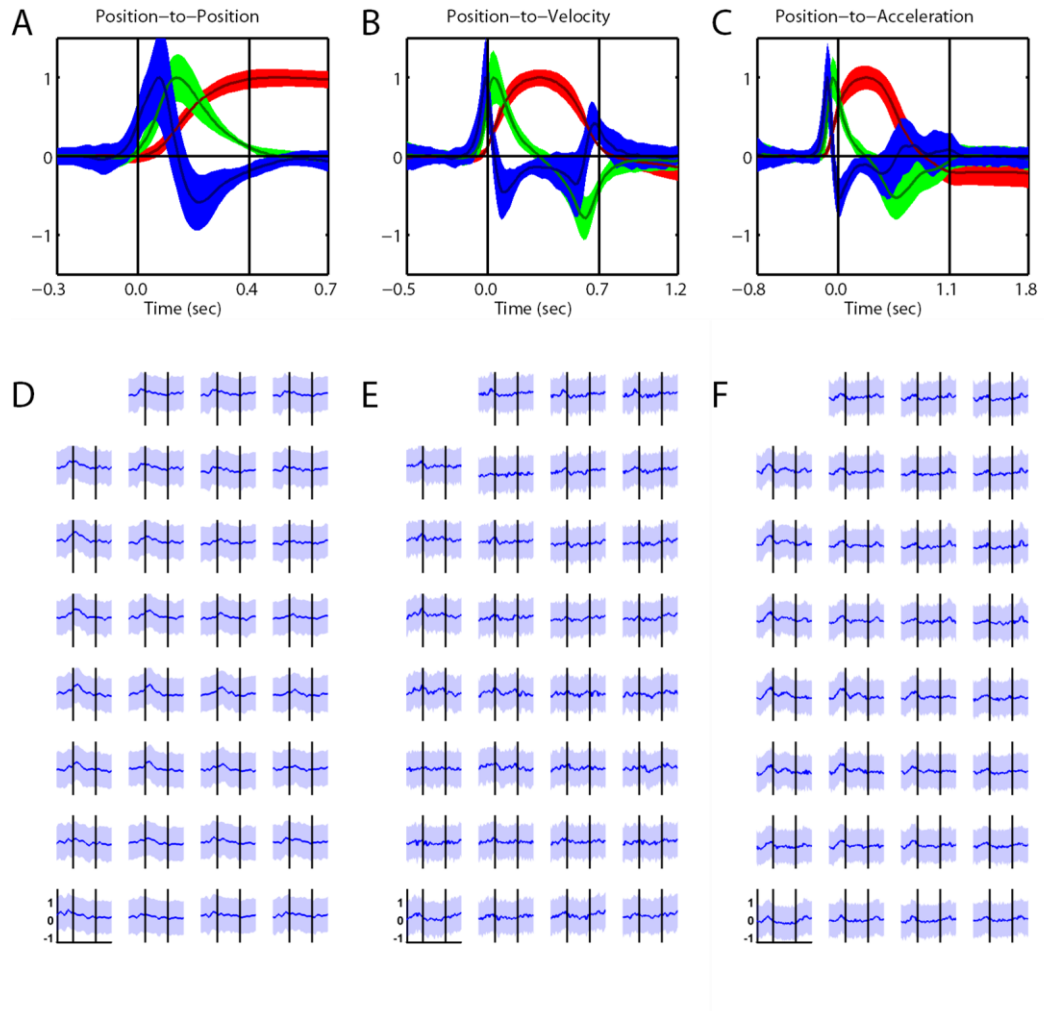 A Position-to-Position
1
0
-1
-0.3 0.0 0.4 0.7
Time (sec)
B Position-to-Velocity
1
0
-1
-0.5 0.0 0.7 1.2
Time (sec)
C Position-to-Acceleration
1
0
-1
-0.8 0.0 1.1 1.8
Time (sec)
D
1
0
-1
E
1
0
-1
F
1
0
-1